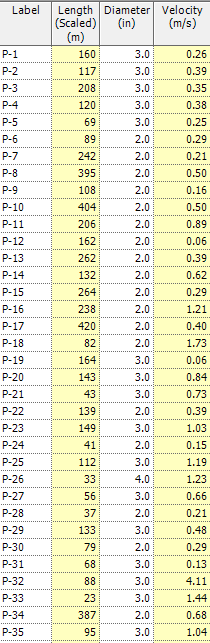 Label Length (Scaled) (m) Diameter (in) Velocity (m/s)
P-1 160 3.0 0.26
P-2 117 3.0 0.39
P-3 208 3.0 0.35
P-4 120 3.0 0.38
P-5 69 3.0 0.25
P-6 89 2.0 0.29
P-7 242 2.0 0.21
P-8 395 2.0 0.50
P-9 108 2.0 0.16
P-10 404 2.0 0.50
P-11 206 2.0 0.89
P-12 162 2.0 0.06
P-13 262 2.0 0.39
P-14 132 2.0 0.62
P-15 264 2.0 0.29
P-16 238 2.0 1.21
P-17 420 2.0 0.40
P-18 82 2.0 1.73
P-19 164 3.0 0.06
P-20 143 3.0 0.84
P-21 43 3.0 0.73
P-22 139 2.0 0.39
P-23 149 3.0 1.03
P-24 41 2.0 0.15
P-25 112 3.0 1.19
P-26 33 4.0 1.23
P-27 56 3.0 0.66
P-28 37 2.0 0.21
P-29 133 3.0 0.48
P-30 79 2.0 0.29
P-31 68 3.0 0.13
P-32 88 3.0 4.11
P-33 23 3.0 1.44
P-34 387 2.0 0.68
P-35 95 3.0 1.04